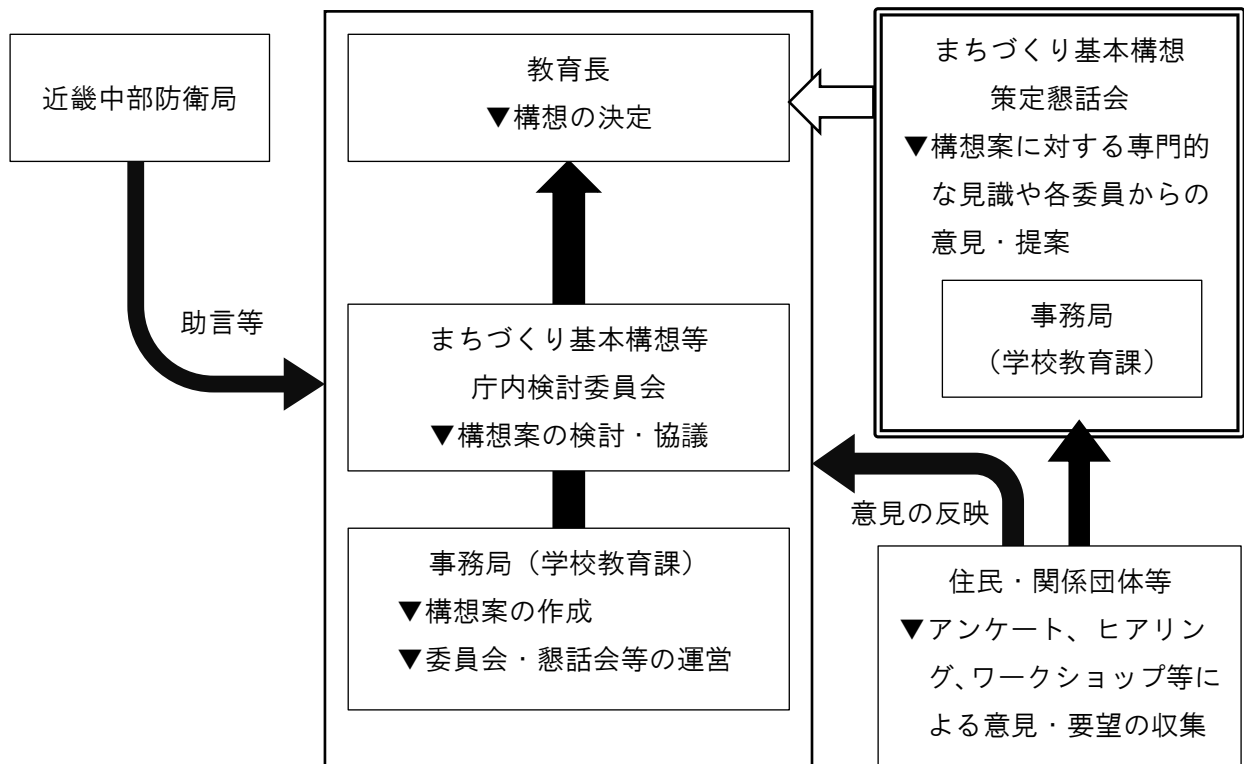 近畿中部防衛局
助言等
教育長
▼構想の決定
まちづくり基本構想等
庁内検討委員会
▼構想案の検討・協議
事務局（学校教育課）
▼構想案の作成
▼委員会・懇話会等の運営
まちづくり基本構想
策定懇話会
▼構想案に対する専門的
な見識や各委員からの
意見・提案
事務局
（学校教育課）
意見の反映
住民・関係団体等
▼アンケート、ヒアリン
グ、ワークショップ等に
よる意見・要望の収集